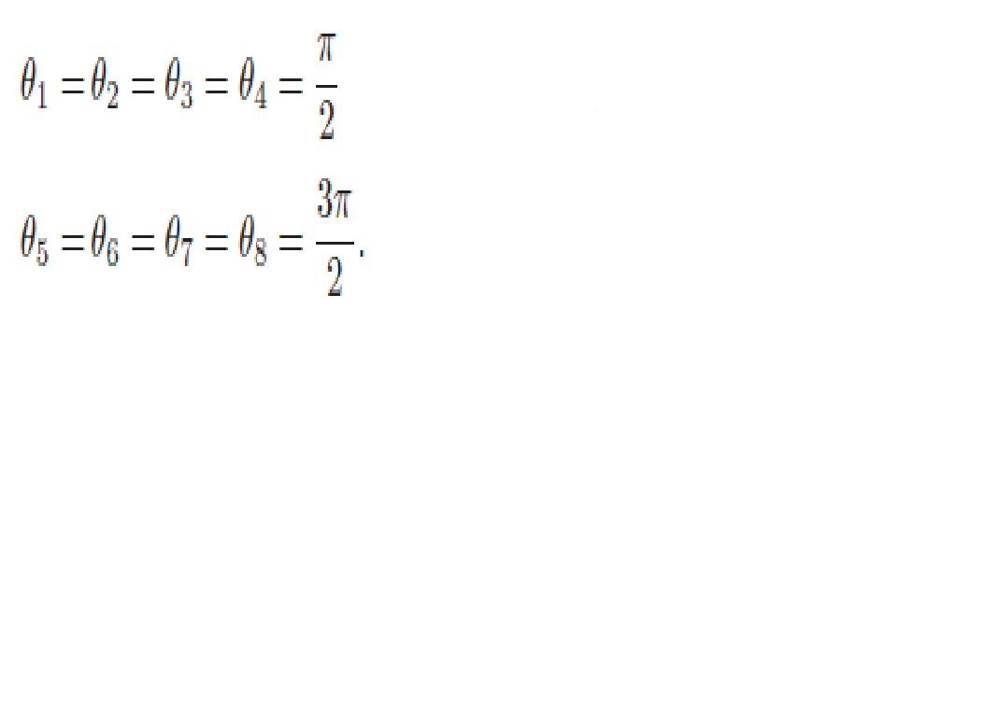 θ₁ = θ₂ = θ₃ = θ₄ = π/2
θ₅ = θ₆ = θ₇ = θ₈ = 3π/2.